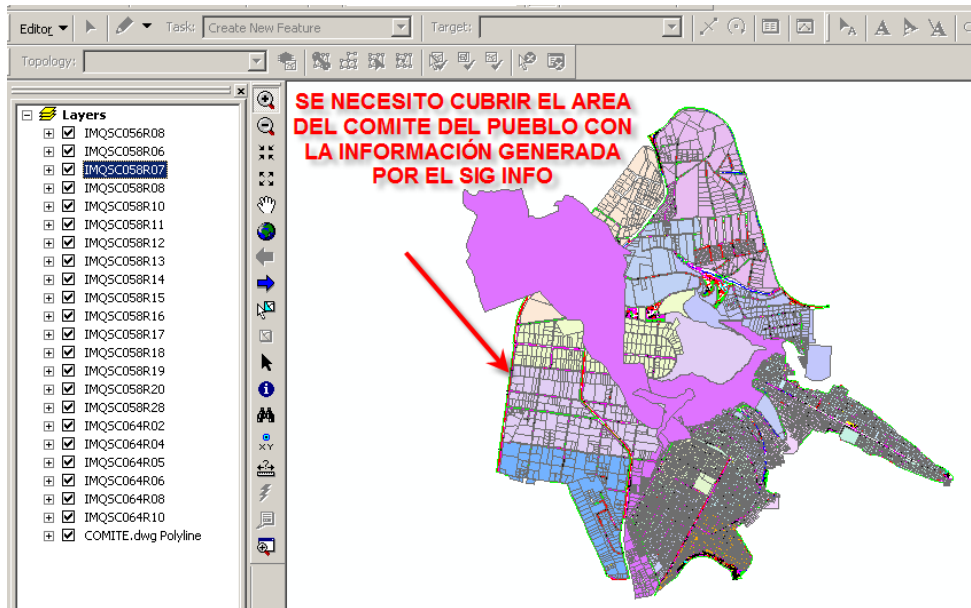 Editor
Task: Create New Feature
Target:
Topology:
Layers
IMQSC056R08
IMQSC058R06
IMQSC058R07
IMQSC058R08
IMQSC058R10
IMQSC058R11
IMQSC058R12
IMQSC058R13
IMQSC058R14
IMQSC058R15
IMQSC058R16
IMQSC058R17
IMQSC058R18
IMQSC058R19
IMQSC058R20
IMQSC058R28
IMQSC064R02
IMQSC064R04
IMQSC064R05
IMQSC064R06
IMQSC064R08
IMQSC064R10
COMITE.dwg Polyline
XY
SE NECESITO CUBRIR EL AREA
DEL COMITE DEL PUEBLO CON
LA INFORMACIÓN GENERADA
POR EL SIG INFO